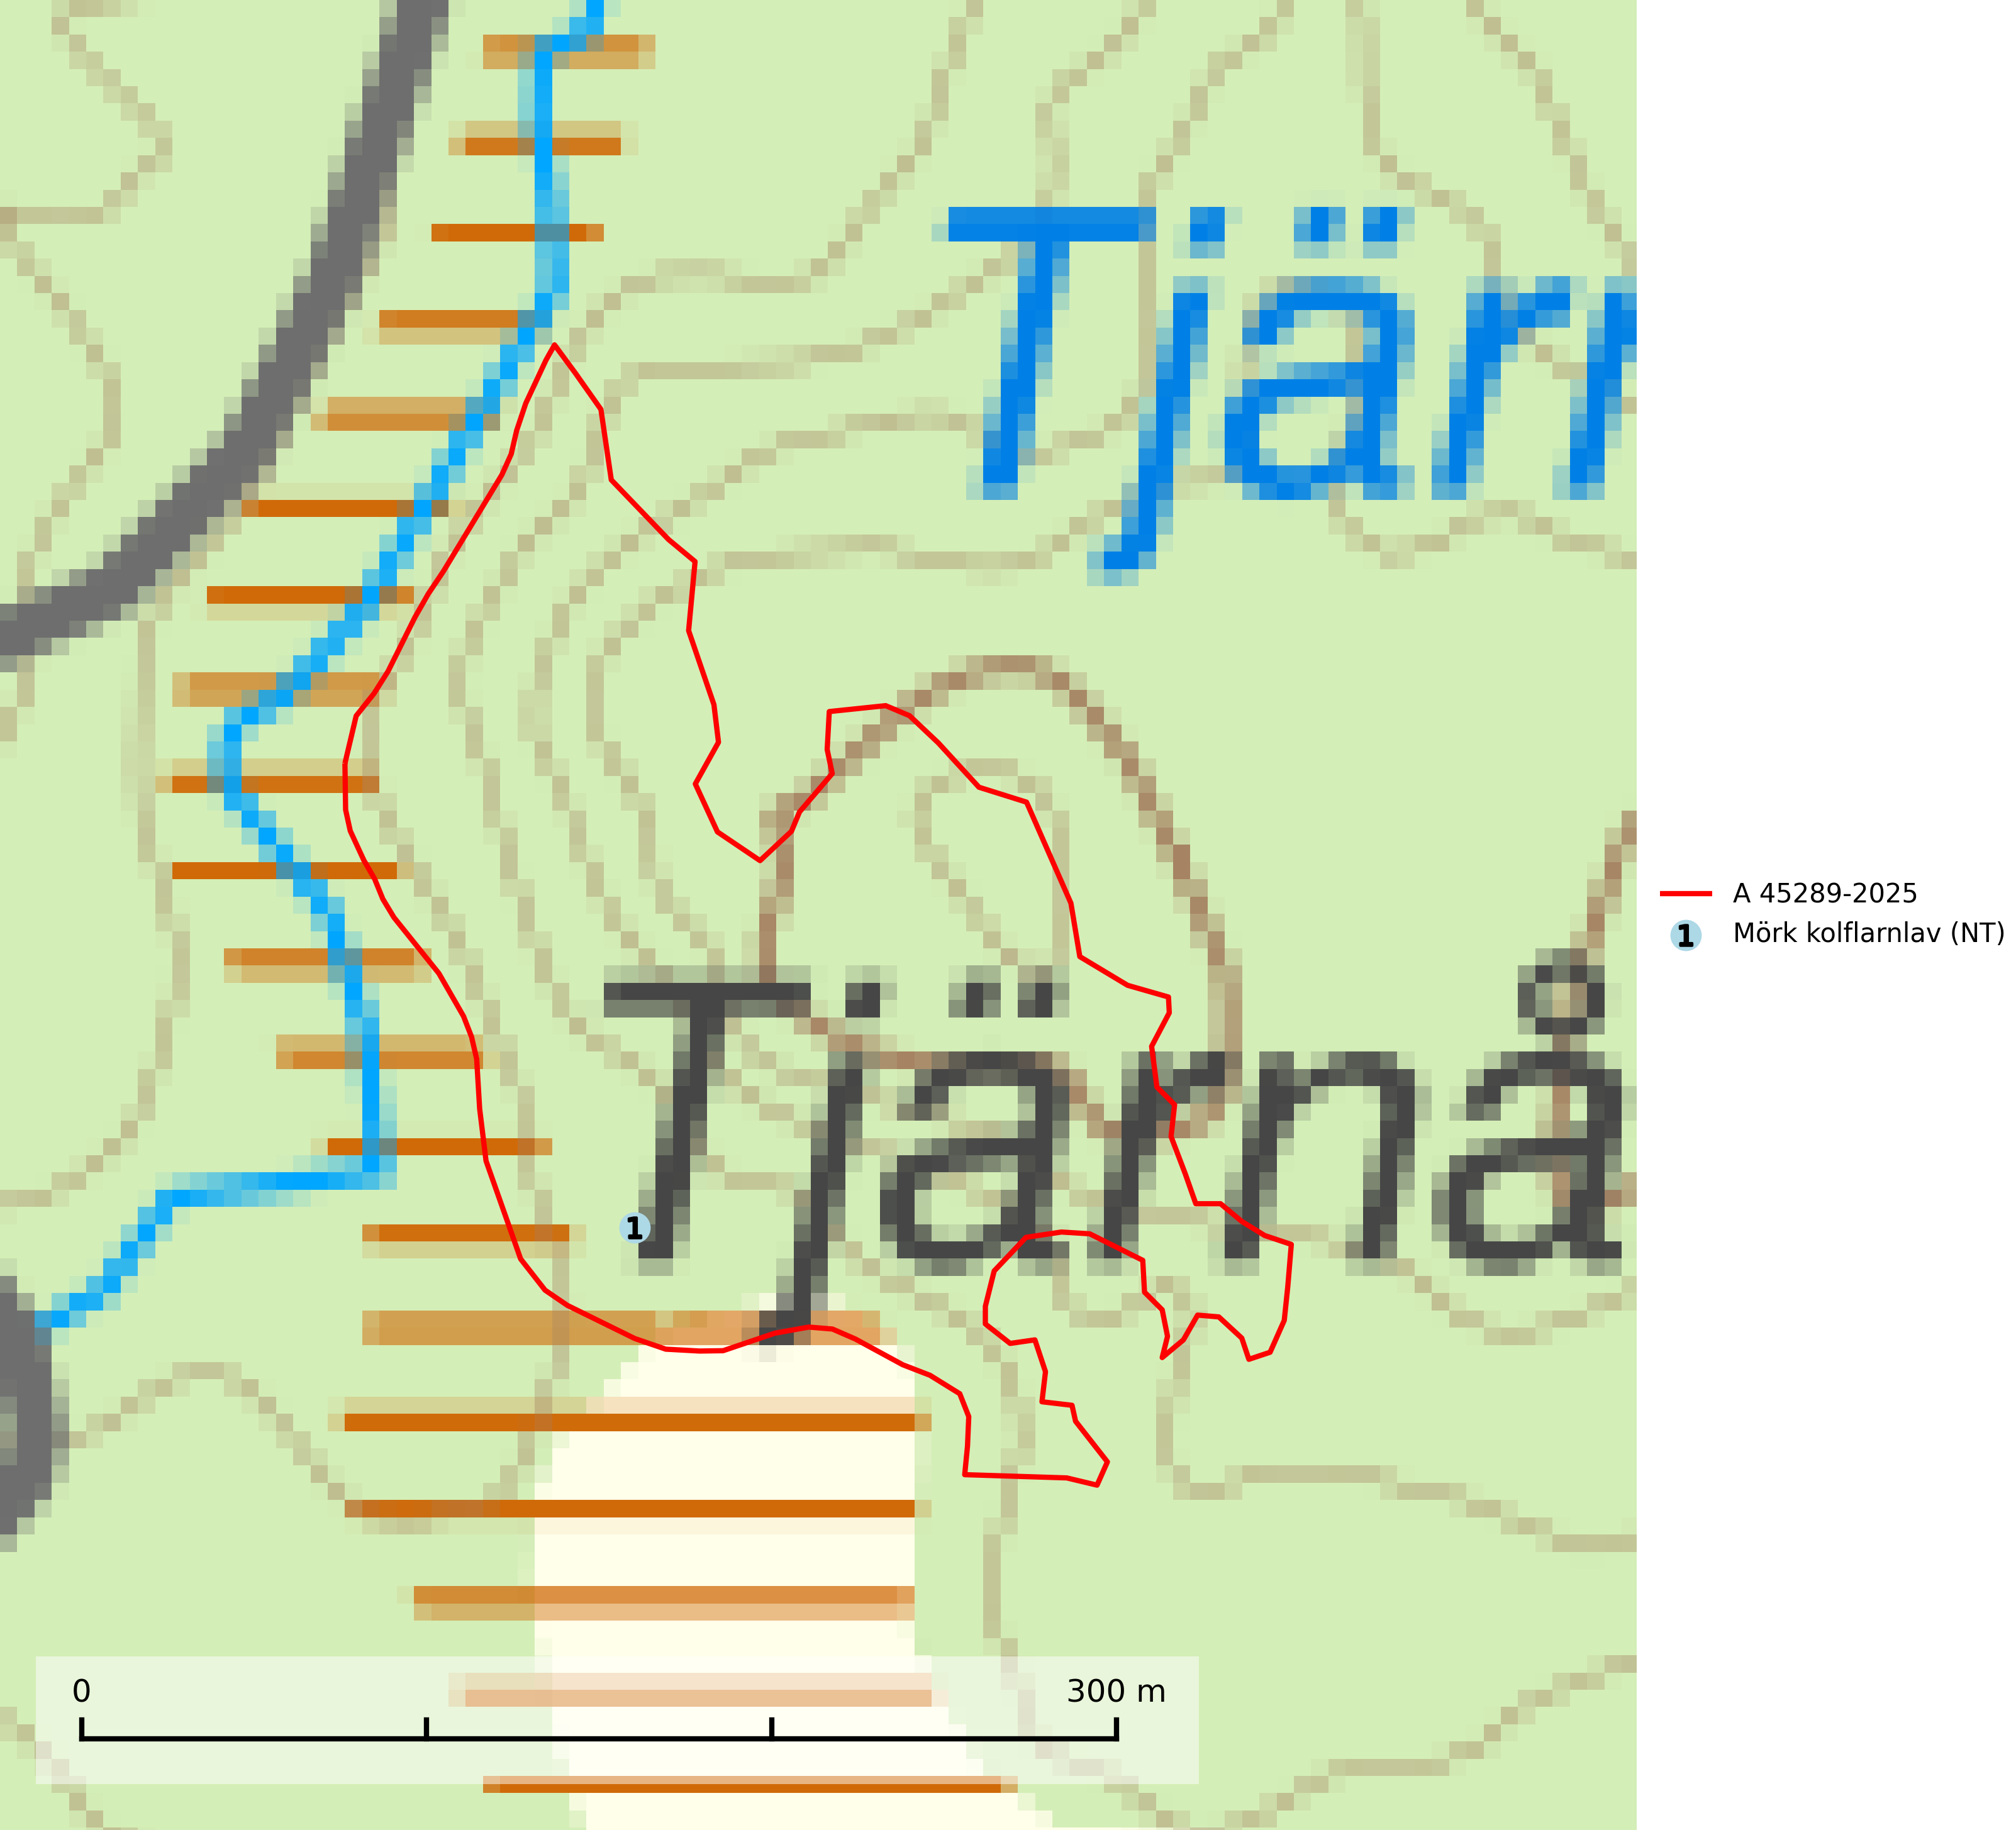 Tjärn
Tjärnå
A 45289-2025
1 Mörk kolflarnlav (NT)
1
0 300 m